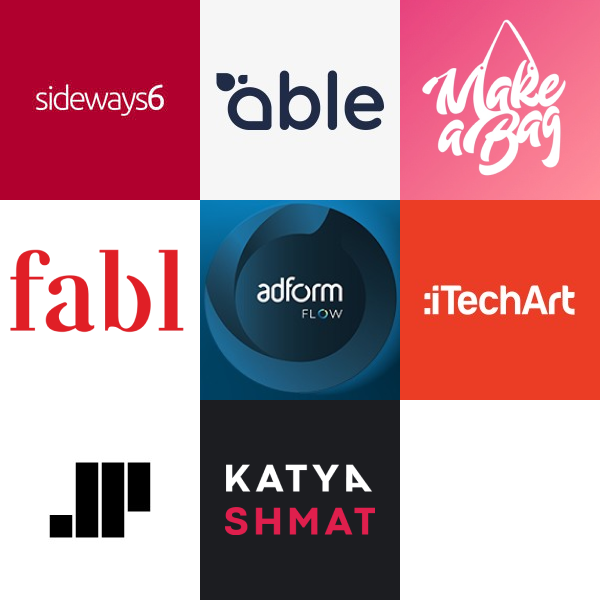 sideways6
able
Make
a Bag
fabl
adform
FLOW
:iTechArt
KATYA
SHMAT